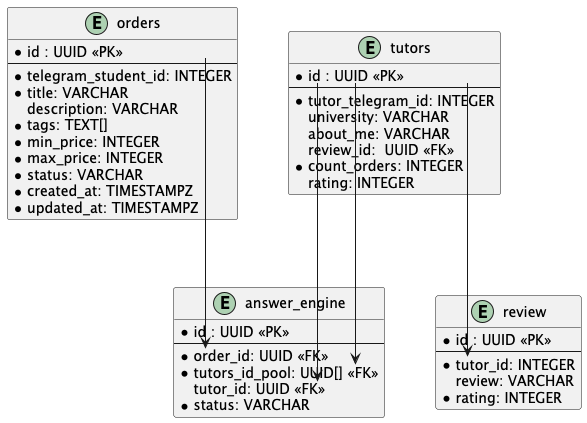 E orders
* id : UUID «PK»
* telegram_student_id: INTEGER
* title: VARCHAR
description: VARCHAR
* tags: TEXT[]
* min_price: INTEGER
* max_price: INTEGER
* status: VARCHAR
* created_at: TIMESTAMPZ
* updated_at: TIMESTAMPZ
E tutors
* id : UUID «PK»
* tutor_telegram_id: INTEGER
university: VARCHAR
about_me: VARCHAR
review_id: UUID «FK»
* count_orders: INTEGER
rating: INTEGER
E answer_engine
* id : UUID «PK»
* order_id: UUID «FK»
* tutors_id_pool: UUID[] «FK»
tutor_id: UUID «FK»
* status: VARCHAR
E review
* id : UUID «PK»
* tutor_id: INTEGER
review: VARCHAR
* rating: INTEGER